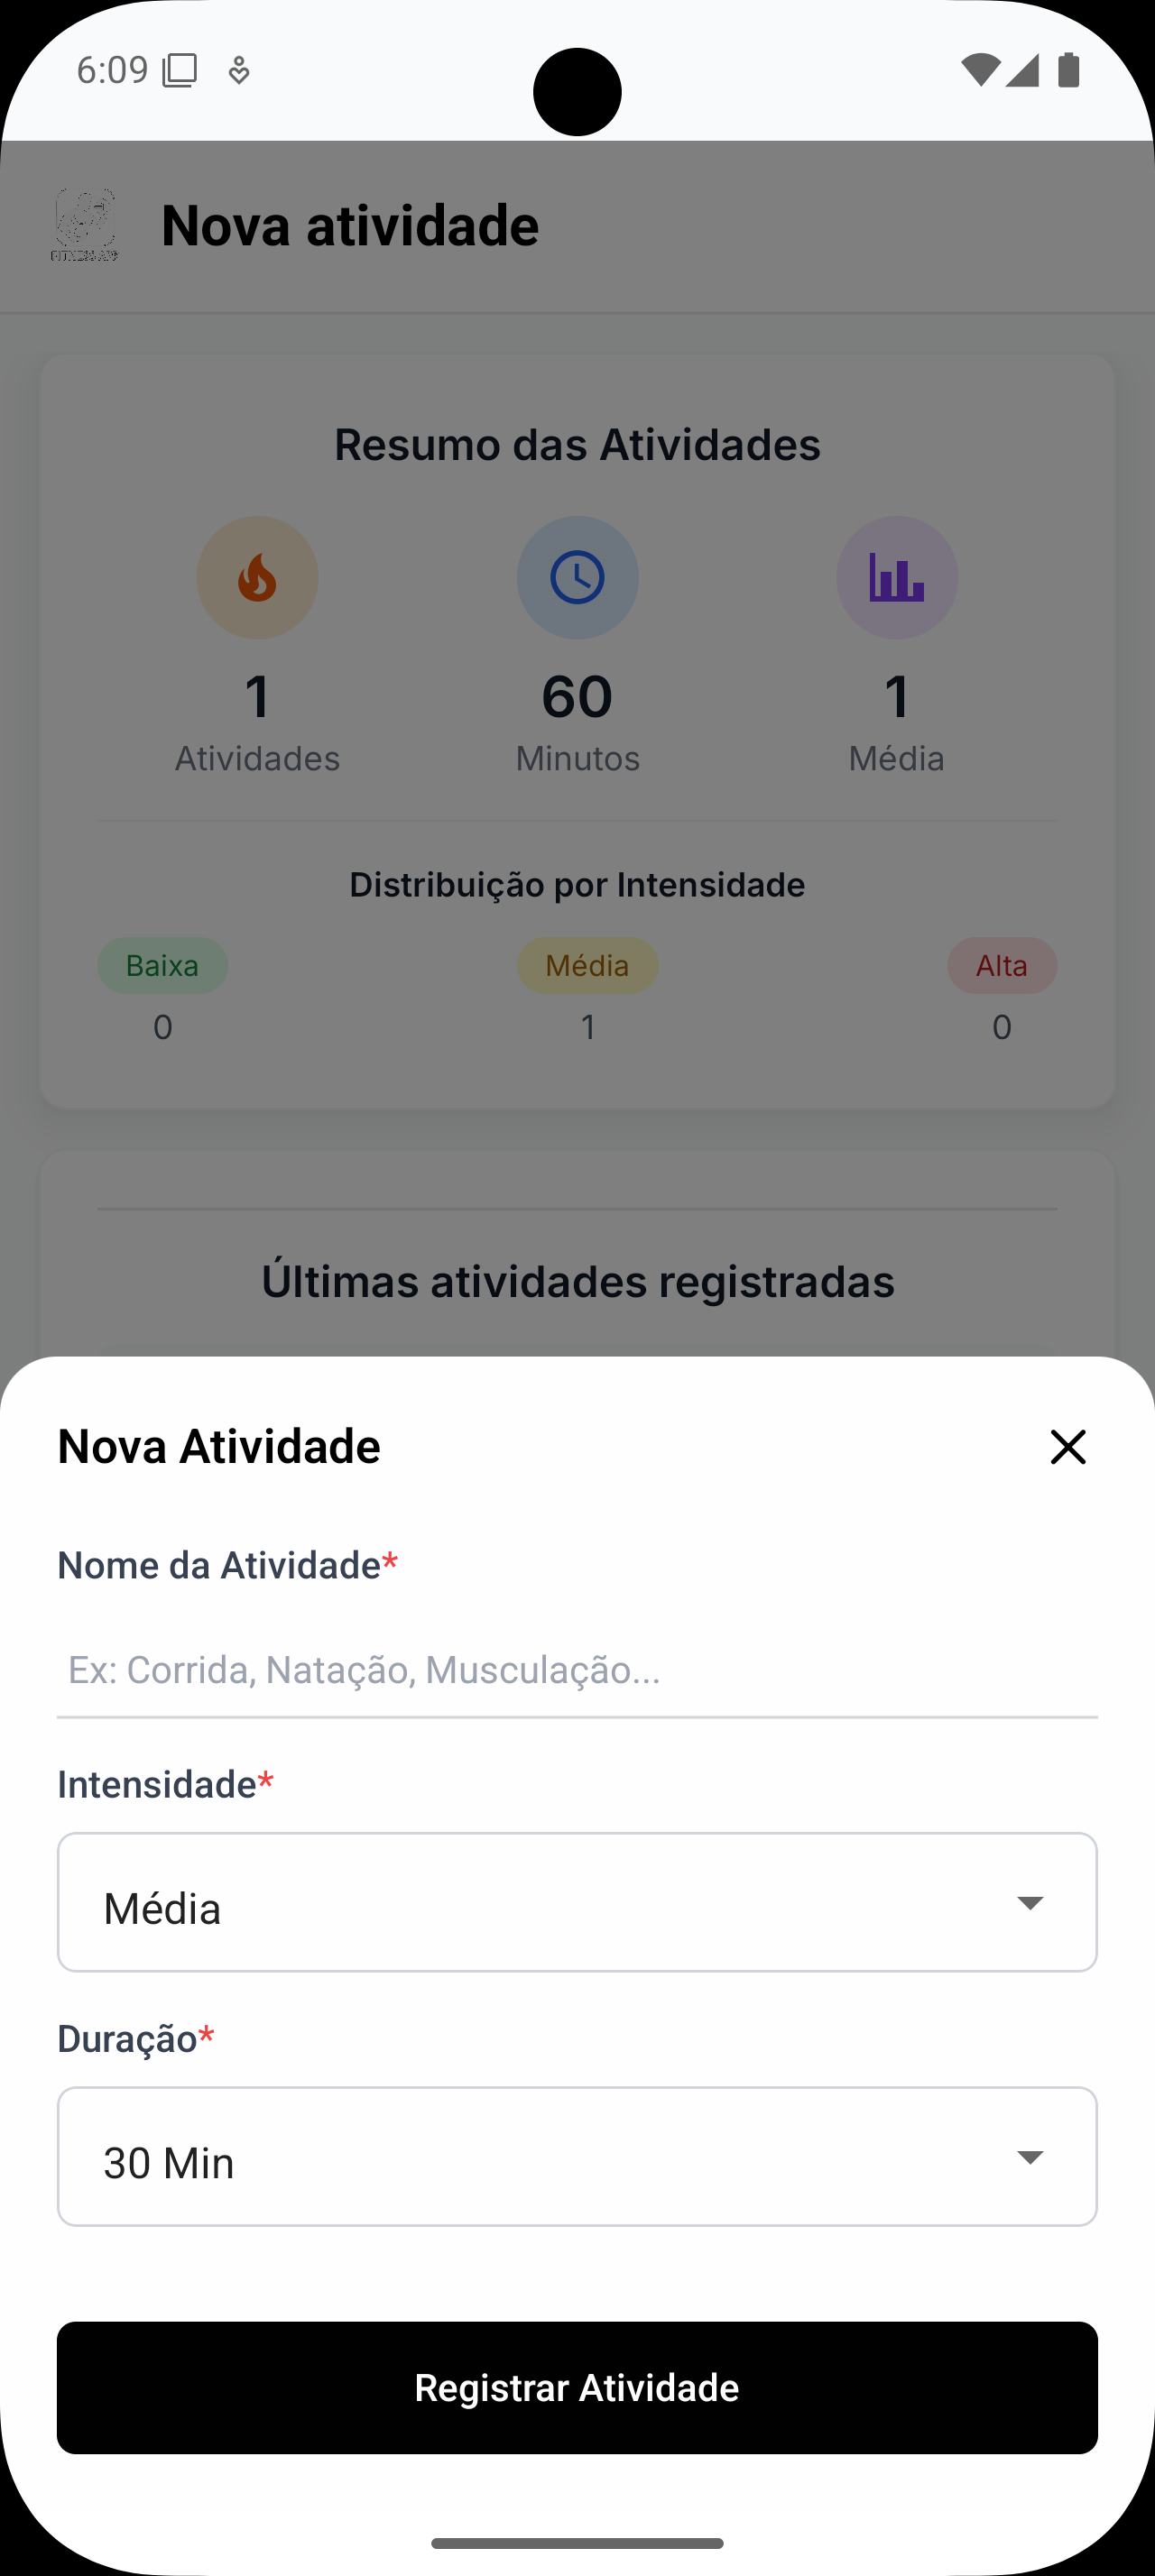 6:09
Nova atividade
Resumo das Atividades
1 60 1
Atividades Minutos Média
Distribuição por Intensidade
Baixa Média Alta
0 1 0
Últimas atividades registradas
Nova Atividade
Nome da Atividade*
Ex: Corrida, Natação, Musculação...
Intensidade*
Média
Duração*
30 Min
Registrar Atividade